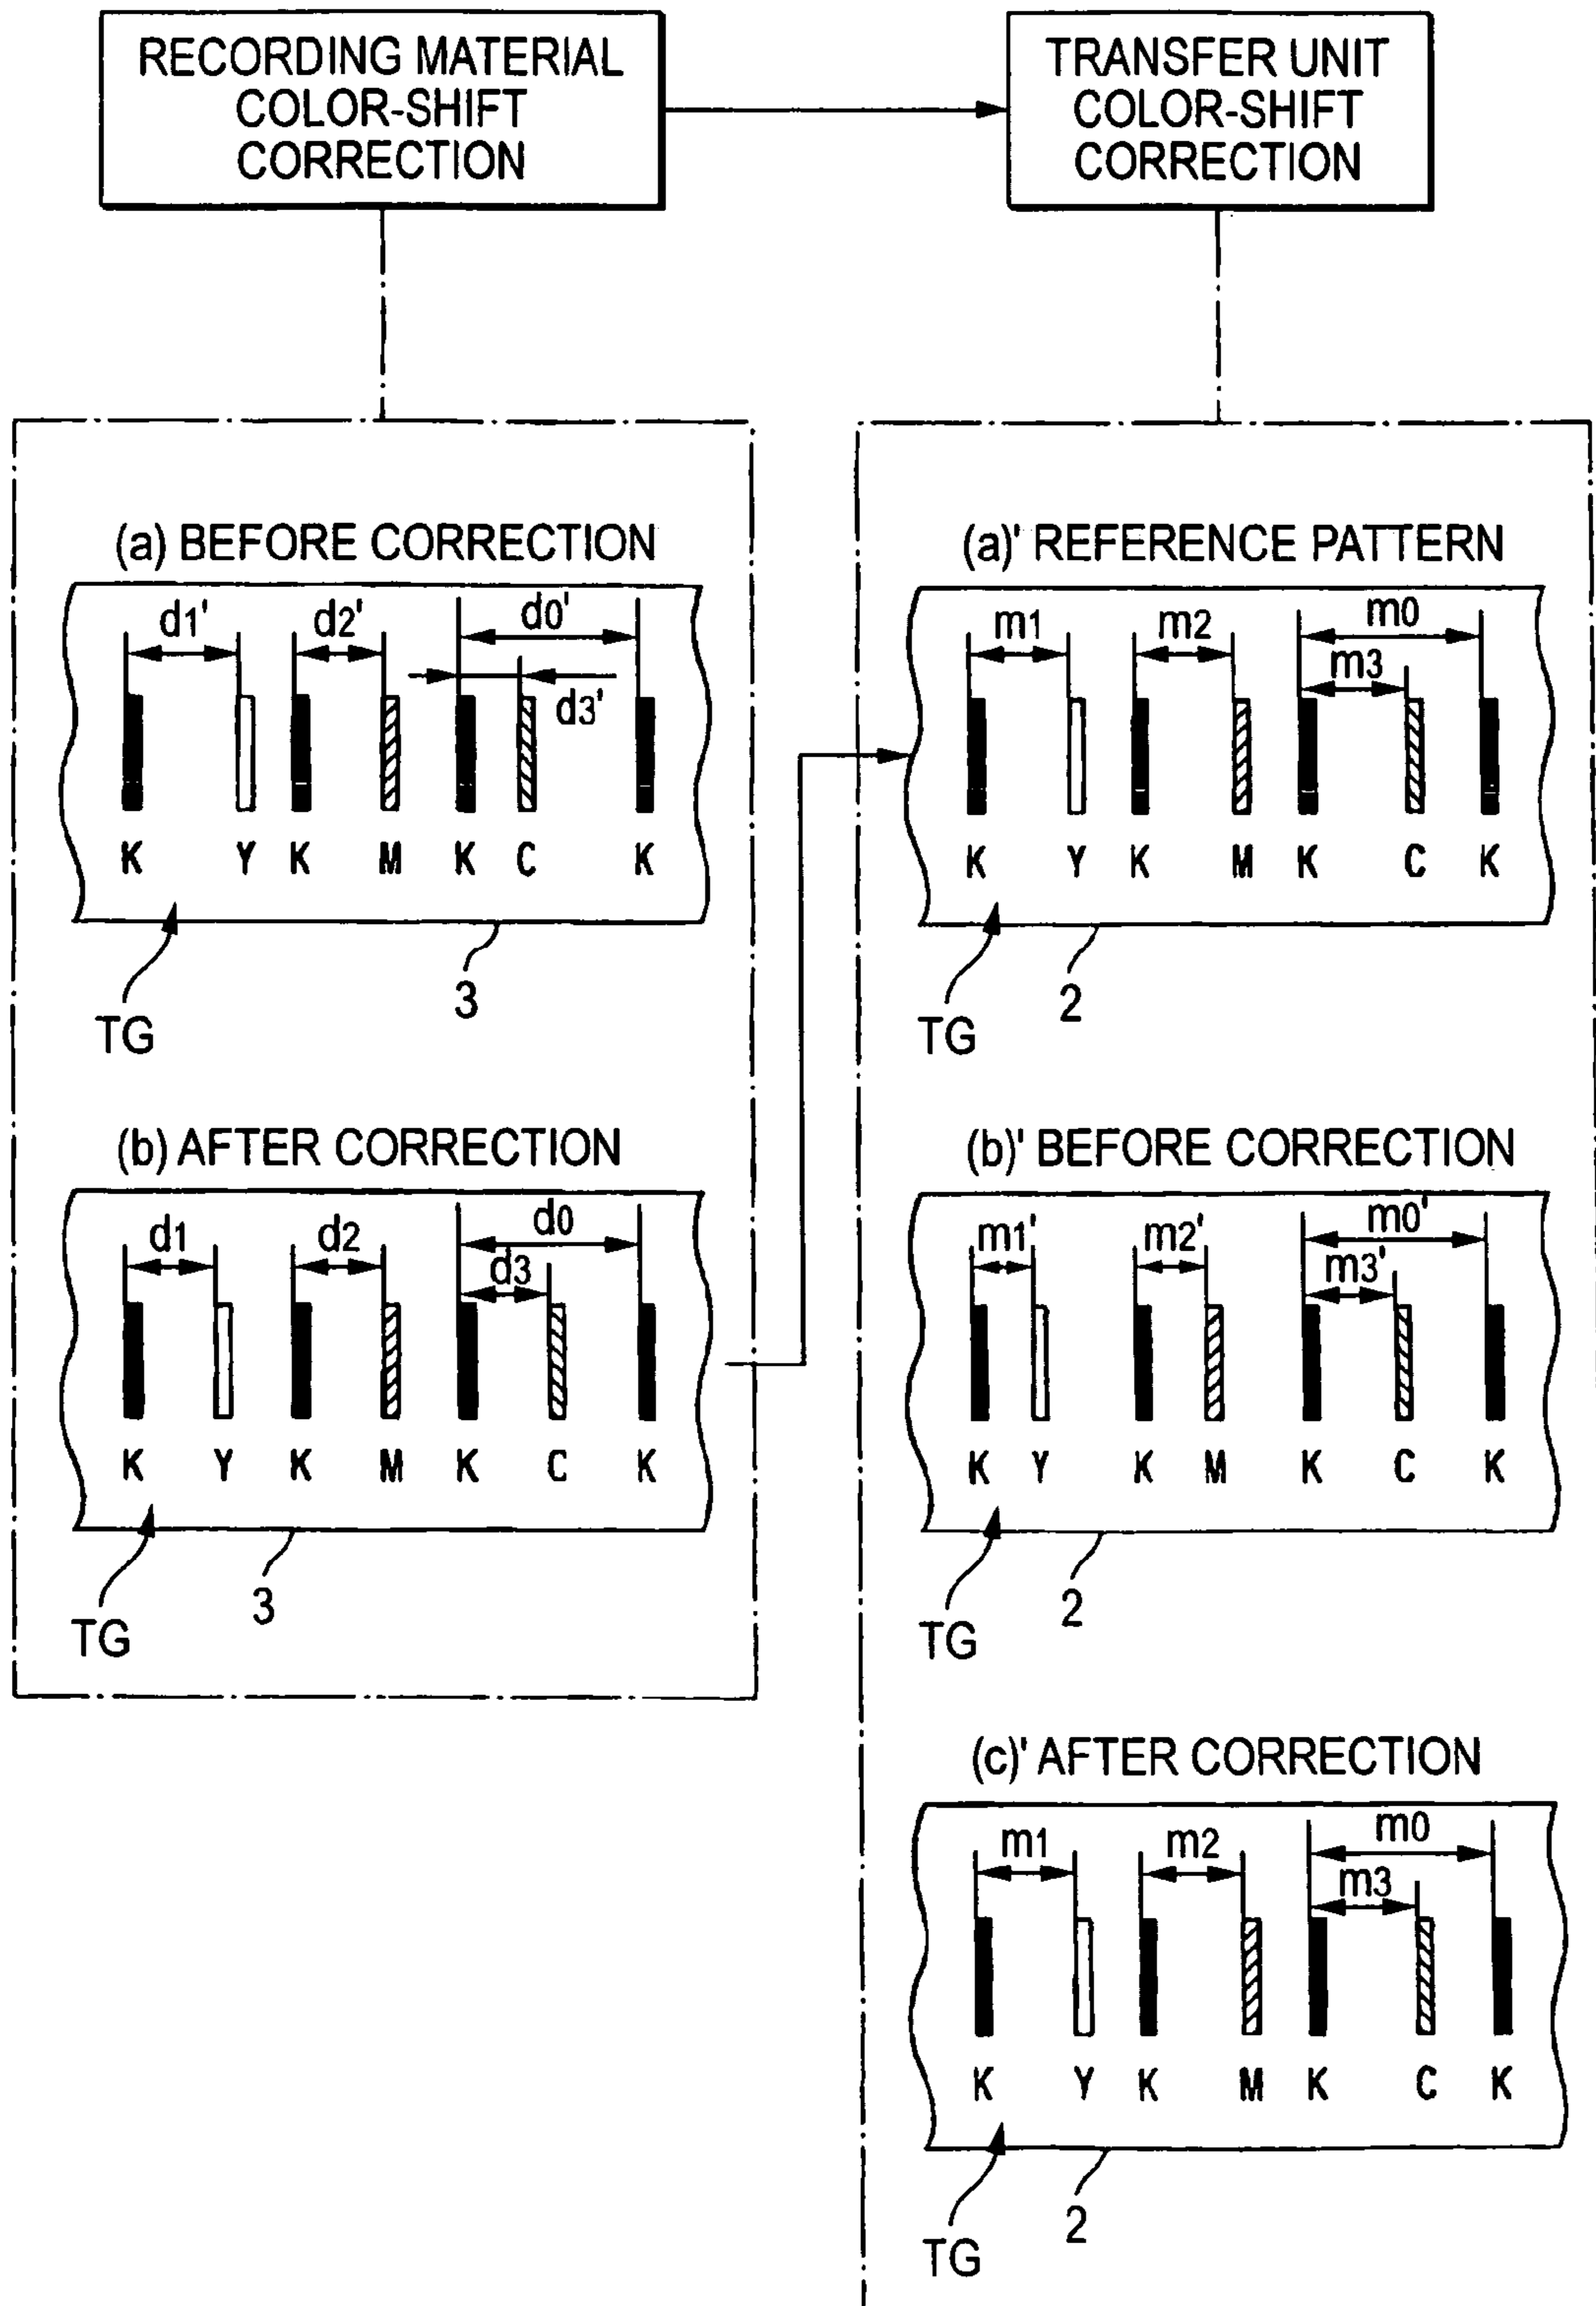 RECORDING MATERIAL
COLOR-SHIFT
CORRECTION
TRANSFER UNIT
COLOR-SHIFT
CORRECTION
(a) BEFORE CORRECTION
d1' d2' d0'
d3'
K Y K M K C K
3
TG
(b) AFTER CORRECTION
d1 d2 d0
d3
K Y K M K C K
3
TG
(a)' REFERENCE PATTERN
m1 m2 m0
m3
K Y K M K C K
2
TG
(b)' BEFORE CORRECTION
m1' m2' m0'
m3'
K Y K M K C K
2
TG
(c)' AFTER CORRECTION
m1 m2 m0
m3
K Y K M K C K
2
TG